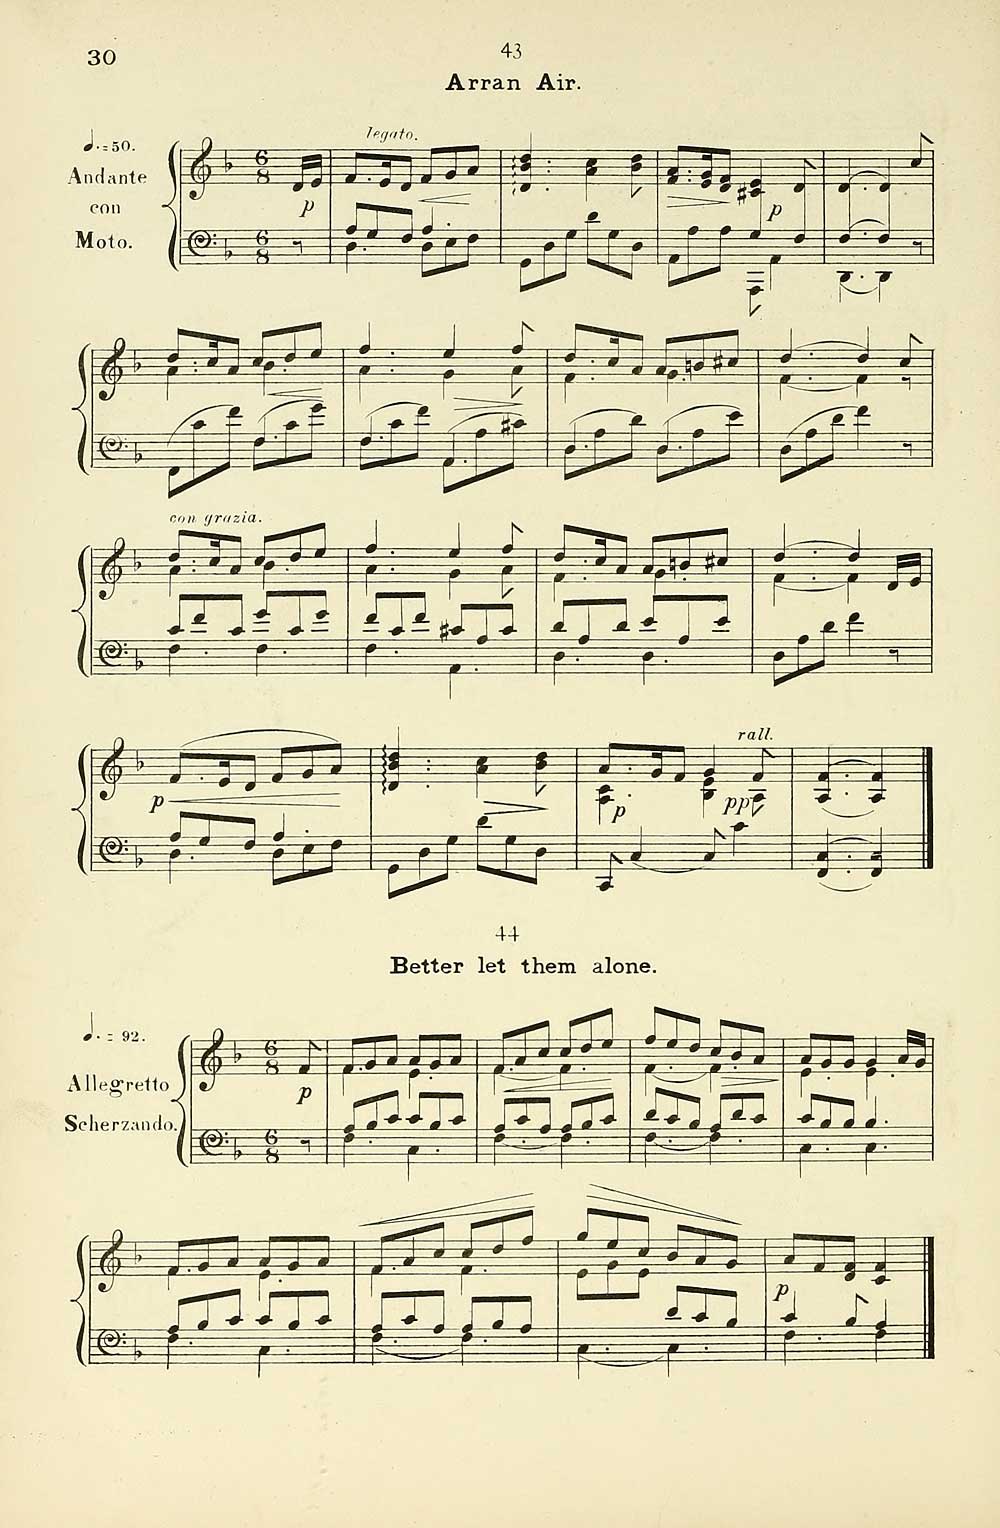 30
43
Arran Air.
♩. = 50.
legato.
Andante
con
Moto.
p
p
con grazia.
rall.
p
p
pp
44
Better let them alone.
♩. = 92.
Allegretto
Scherzando.
p
p